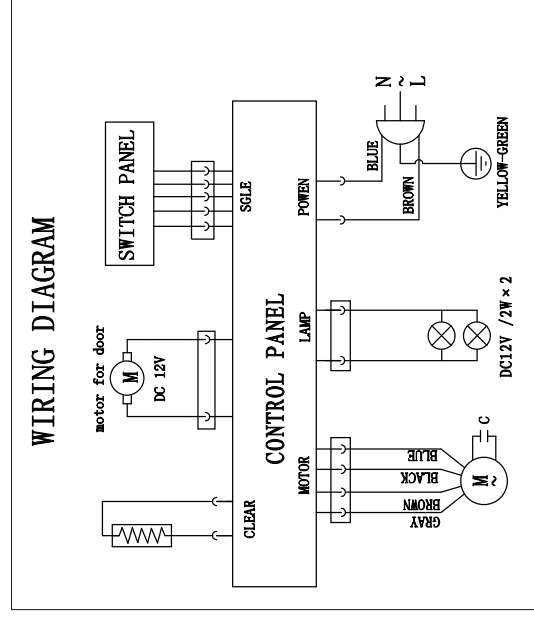 WIRING DIAGRAM
SWITCH PANEL
motor for door
M
DC 12V
SGLE
CLEAR
CONTROL PANEL
POWEN
LAMP
MOTOR
N ~ L
BLUE
BROWN
YELLOW-GREEN
DC12V /2W×2
BLUE
BLACK
BROWN
GRAY
M
~
C